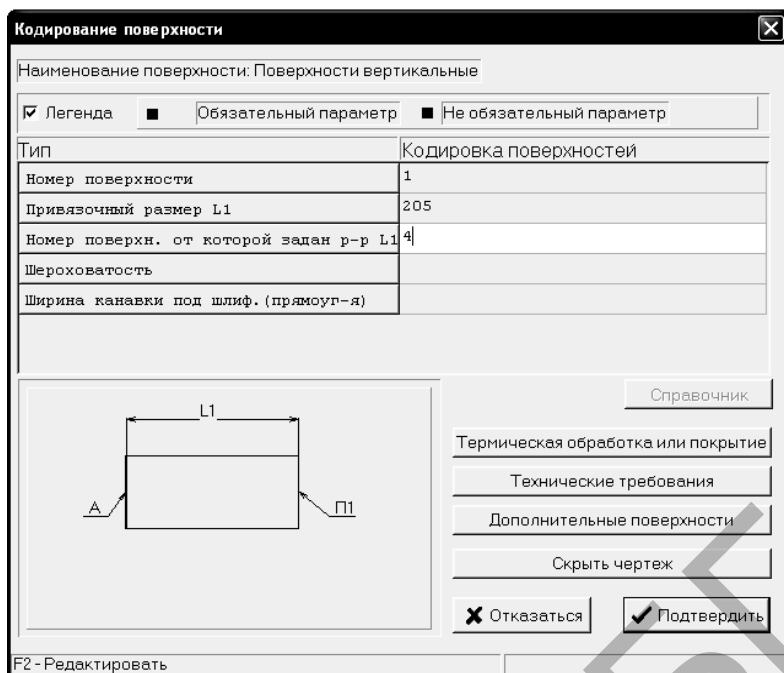 Кодирование поверхности
Наименование поверхности: Поверхности вертикальные
Легенда Обязательный параметр Не обязательный параметр
Тип Кодировка поверхностей
Номер поверхности 1
Привязочный размер L1 205
Номер поверхн. от которой задан р-р L1 4
Шероховатость
Ширина канавки под шлиф.(прямоуг-я)
Справочник
L1
Термическая обработка или покрытие
Технические требования
A П1
Дополнительные поверхности
Скрыть чертеж
Отказаться Подтвердить
F2 - Редактировать